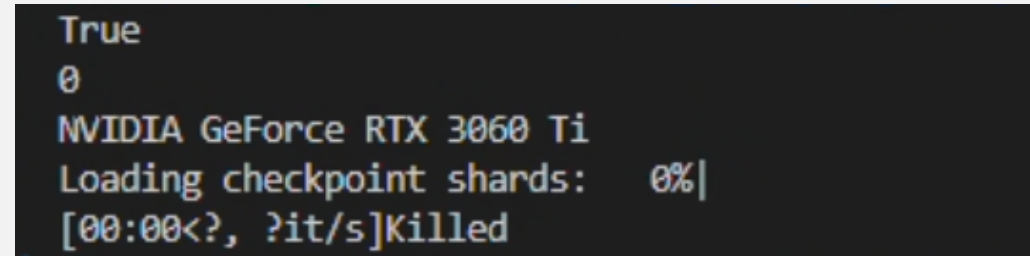 True
0
NVIDIA GeForce RTX 3060 Ti
Loading checkpoint shards:   0%|
[00:00<?, ?it/s]Killed